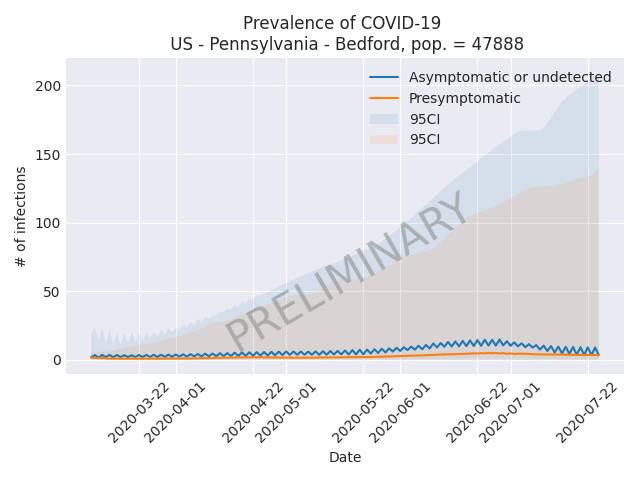 Prevalence of COVID-19
US - Pennsylvania - Bedford, pop. = 47888
Asymptomatic or undetected
Presymptomatic
95CI
95CI
200
150
100
50
0
# of infections
PRELIMINARY
2020-03-22
2020-04-01
2020-04-22
2020-05-01
2020-05-22
2020-06-01
2020-06-22
2020-07-01
2020-07-22
Date